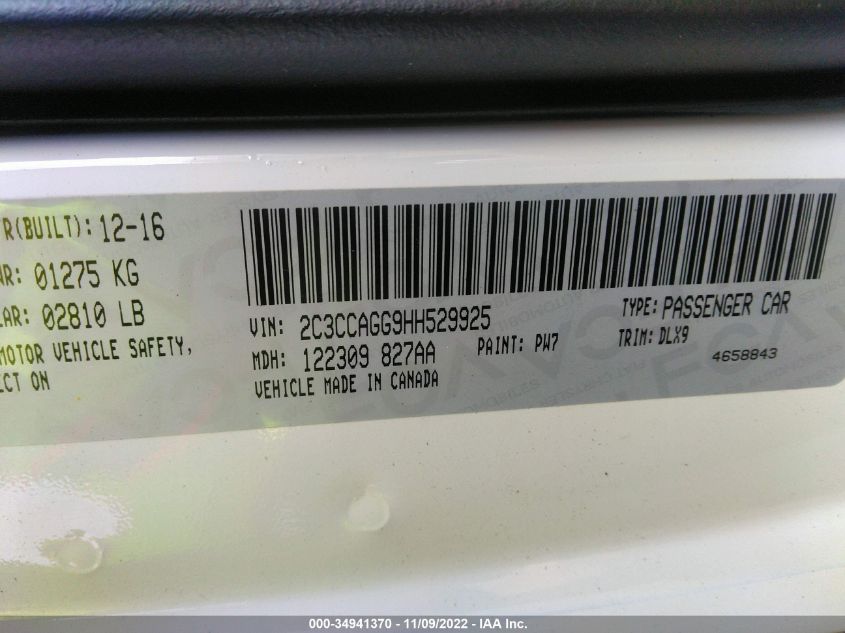 R(BUILT): 12-16
WR: 01275 KG
AR: 02810 LB
MOTOR VEHICLE SAFETY,
ECT ON
VIN: 2C3CCAGG9HH529925
TYPE: PASSENGER CAR
MDH: 122309 827AA
PAINT: PW7
TRIM: DLX9
VEHICLE MADE IN CANADA
4658843
000-34941370 - 11/09/2022 - IAA Inc.